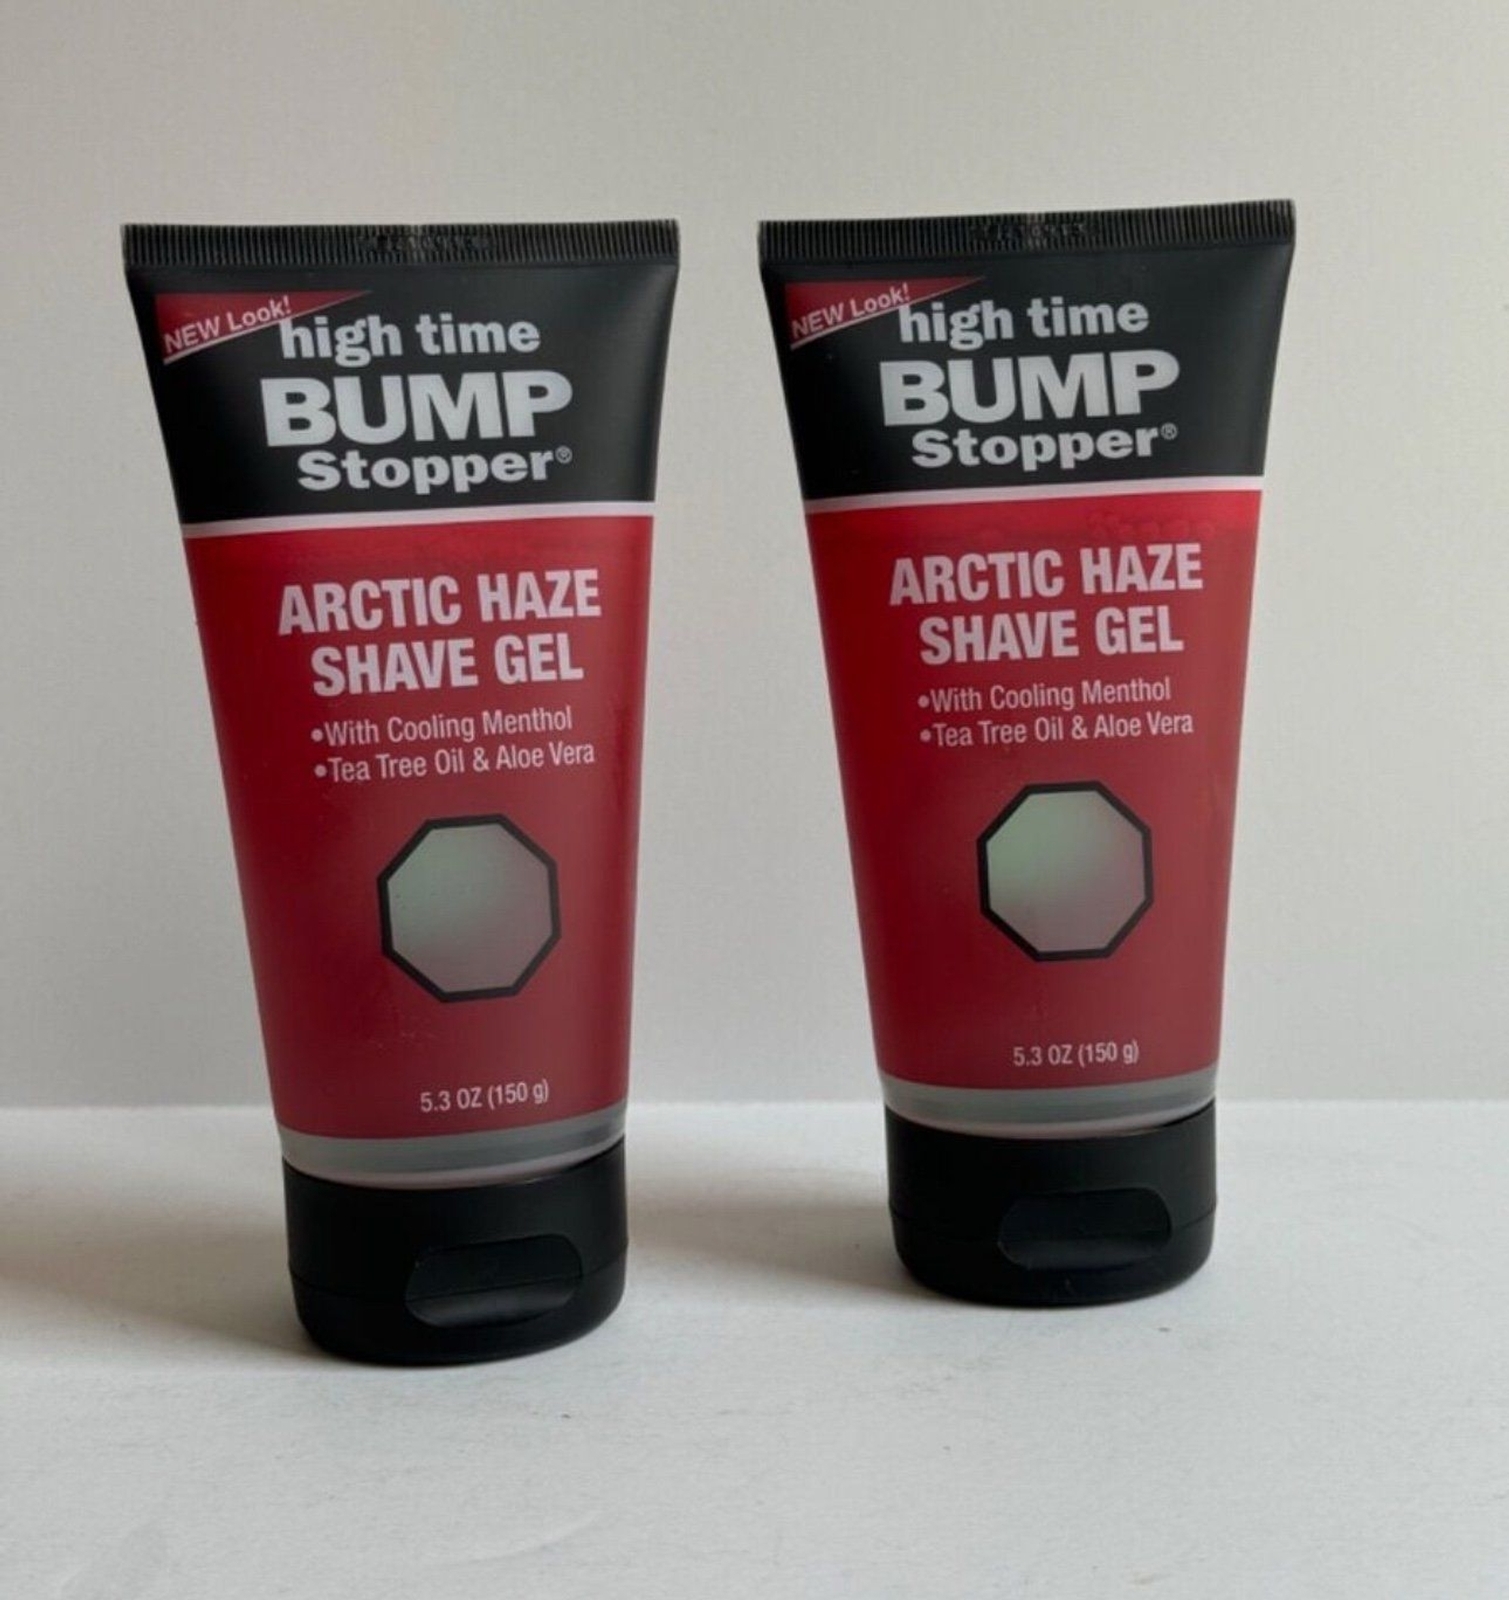 NEW Look!
high time
BUMP
Stopper®
ARCTIC HAZE
SHAVE GEL
•With Cooling Menthol
•Tea Tree Oil & Aloe Vera
5.3 OZ (150 g)
NEW Look!
high time
BUMP
Stopper®
ARCTIC HAZE
SHAVE GEL
•With Cooling Menthol
•Tea Tree Oil & Aloe Vera
5.3 OZ (150 g)